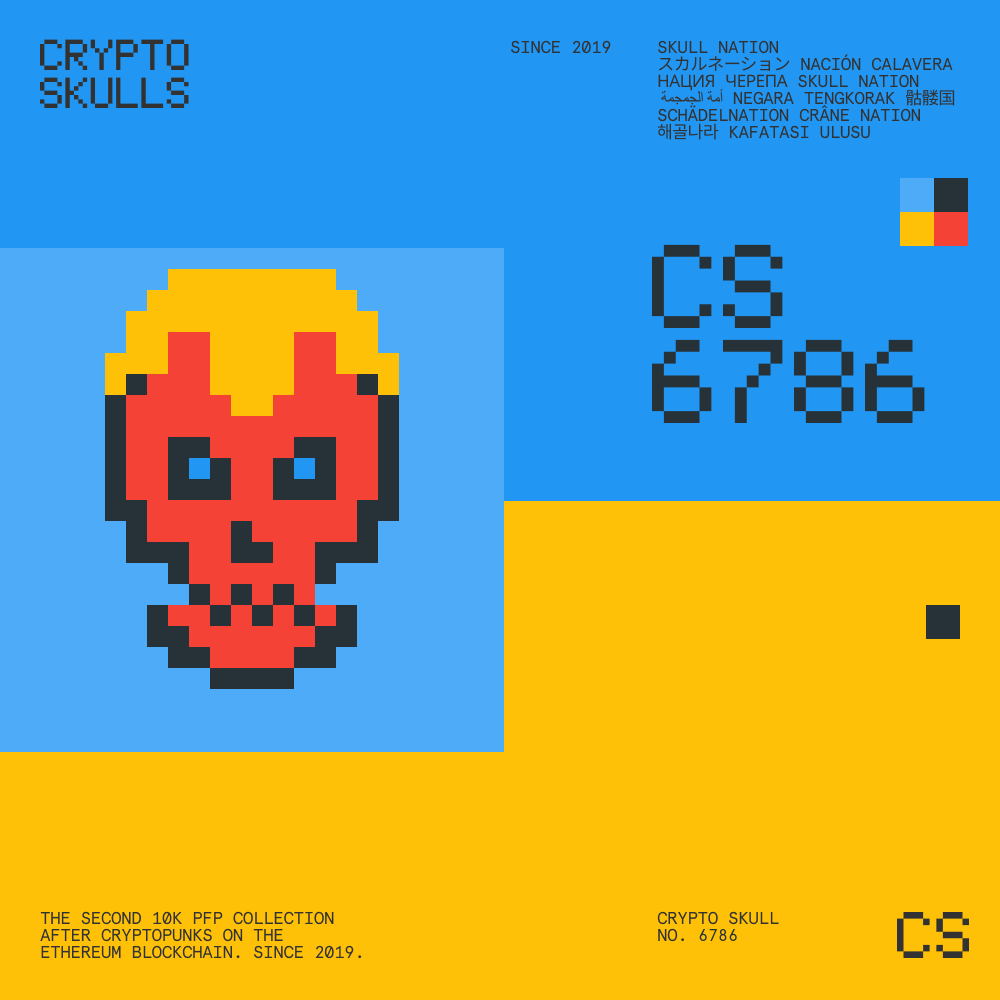 CRYPTO
SKULLS
SINCE 2019
SKULL NATION
スカルネーション NACIÓN CALAVERA
НАЦИЯ ЧЕРЕПА SKULL NATION
أمة الجمجمة NEGARA TENGKORAK 骷髅国
SCHÄDELNATION CRÂNE NATION
해골나라 KAFATASI ULUSU
CS
6786
THE SECOND 10K PFP COLLECTION
AFTER CRYPTOPUNKS ON THE
ETHEREUM BLOCKCHAIN. SINCE 2019.
CRYPTO SKULL
NO. 6786
CS